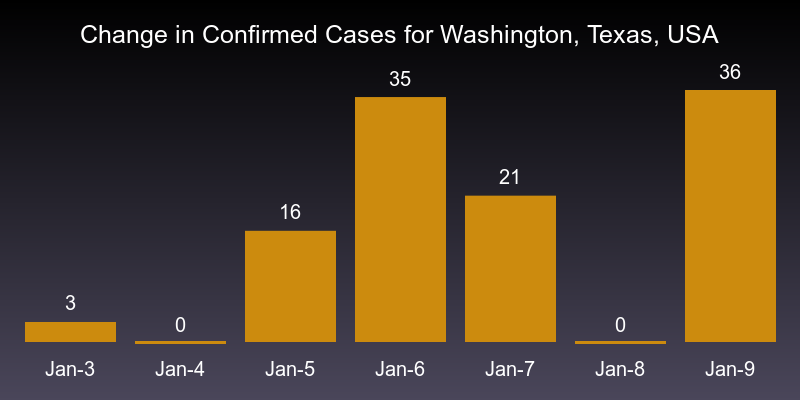 Change in Confirmed Cases for Washington, Texas, USA
3
0
16
35
21
0
36
Jan-3
Jan-4
Jan-5
Jan-6
Jan-7
Jan-8
Jan-9